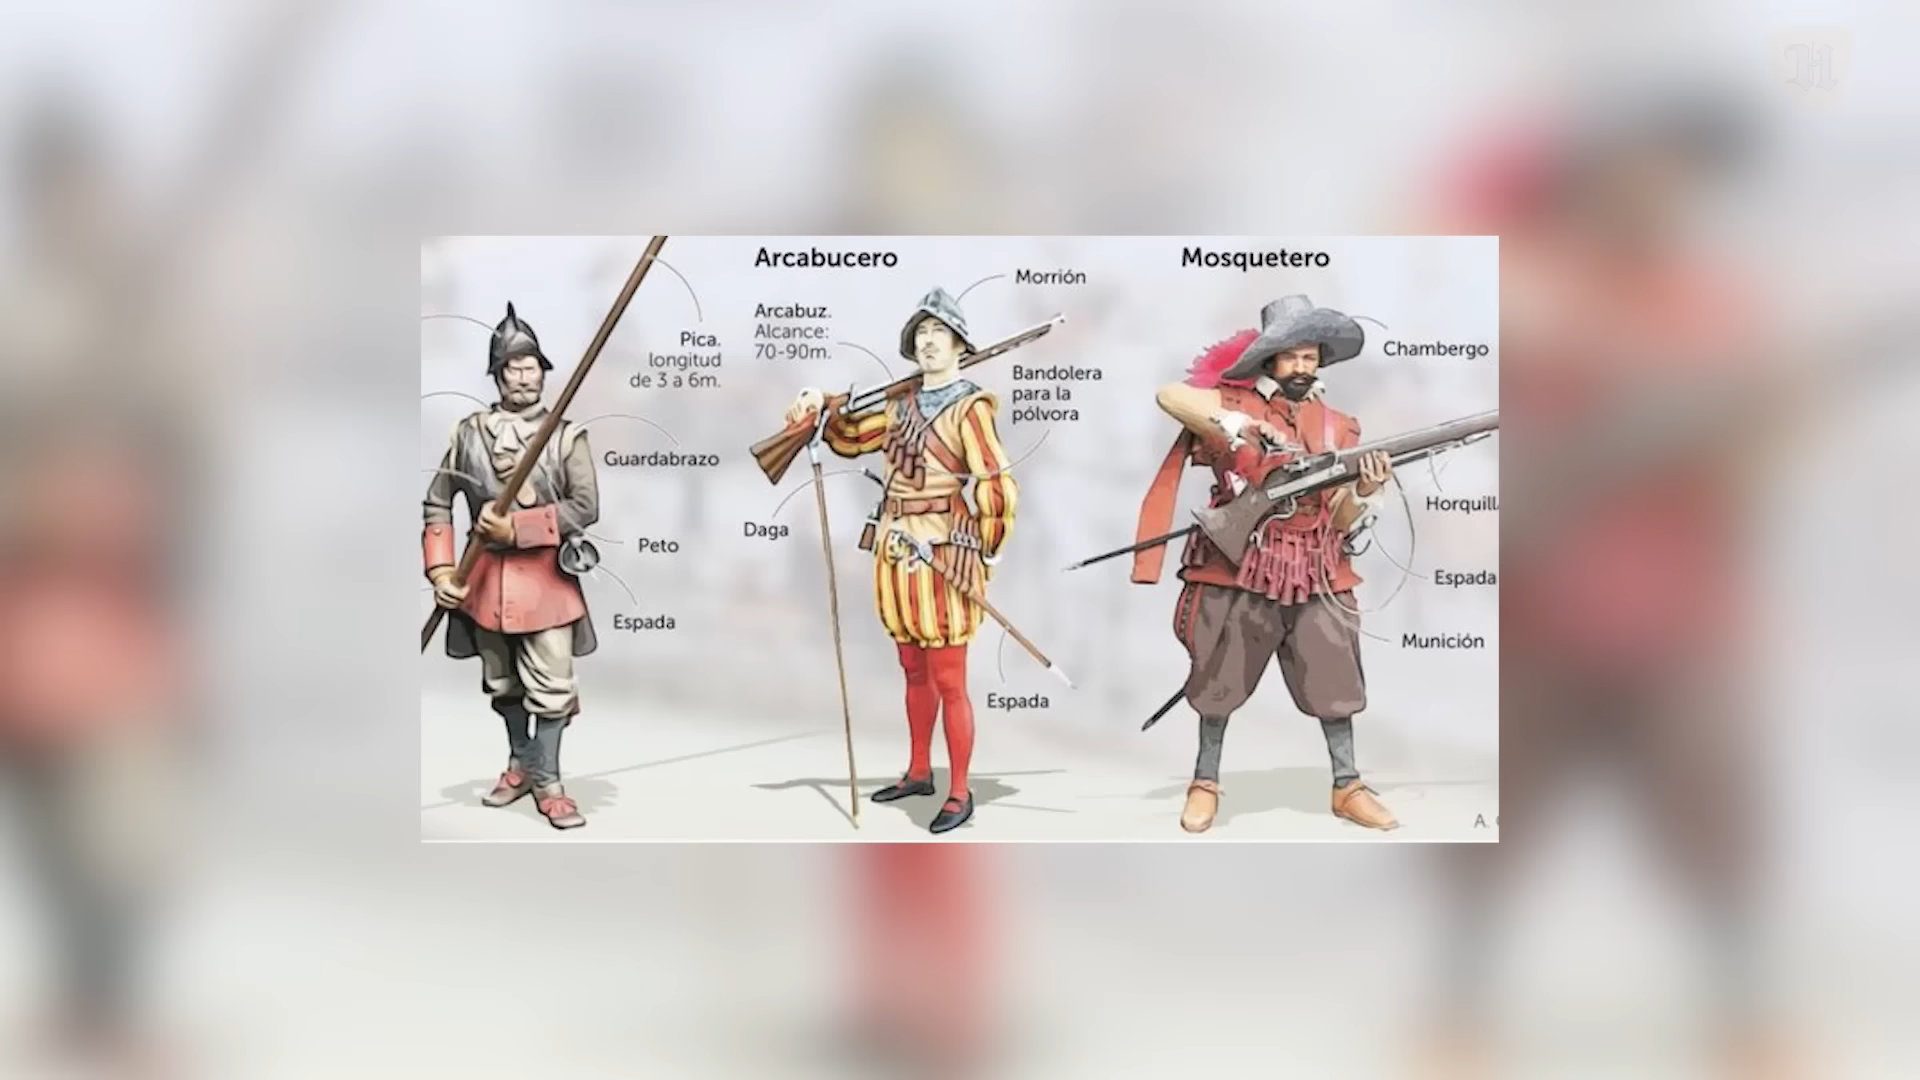 Pica.
longitud
de 3 a 6m.
Guardabrazo
Peto
Espada
Arcabucero
Arcabuz.
Alcance:
70-90m.
Morrión
Bandolera
para la
pólvora
Daga
Espada
Mosquetero
Chambergo
Horquill
Espada
Munición
A.
H